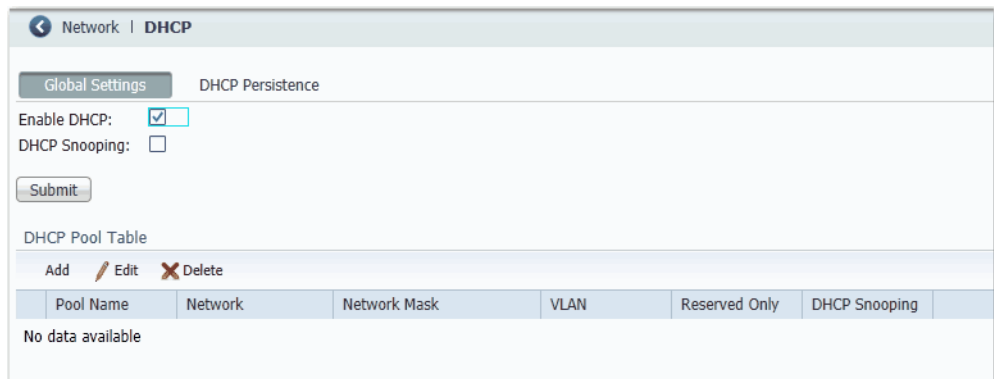 Network | DHCP
Global Settings DHCP Persistence
Enable DHCP:
DHCP Snooping:
Submit
DHCP Pool Table
Add Edit Delete
Pool Name Network Network Mask VLAN Reserved Only DHCP Snooping
No data available